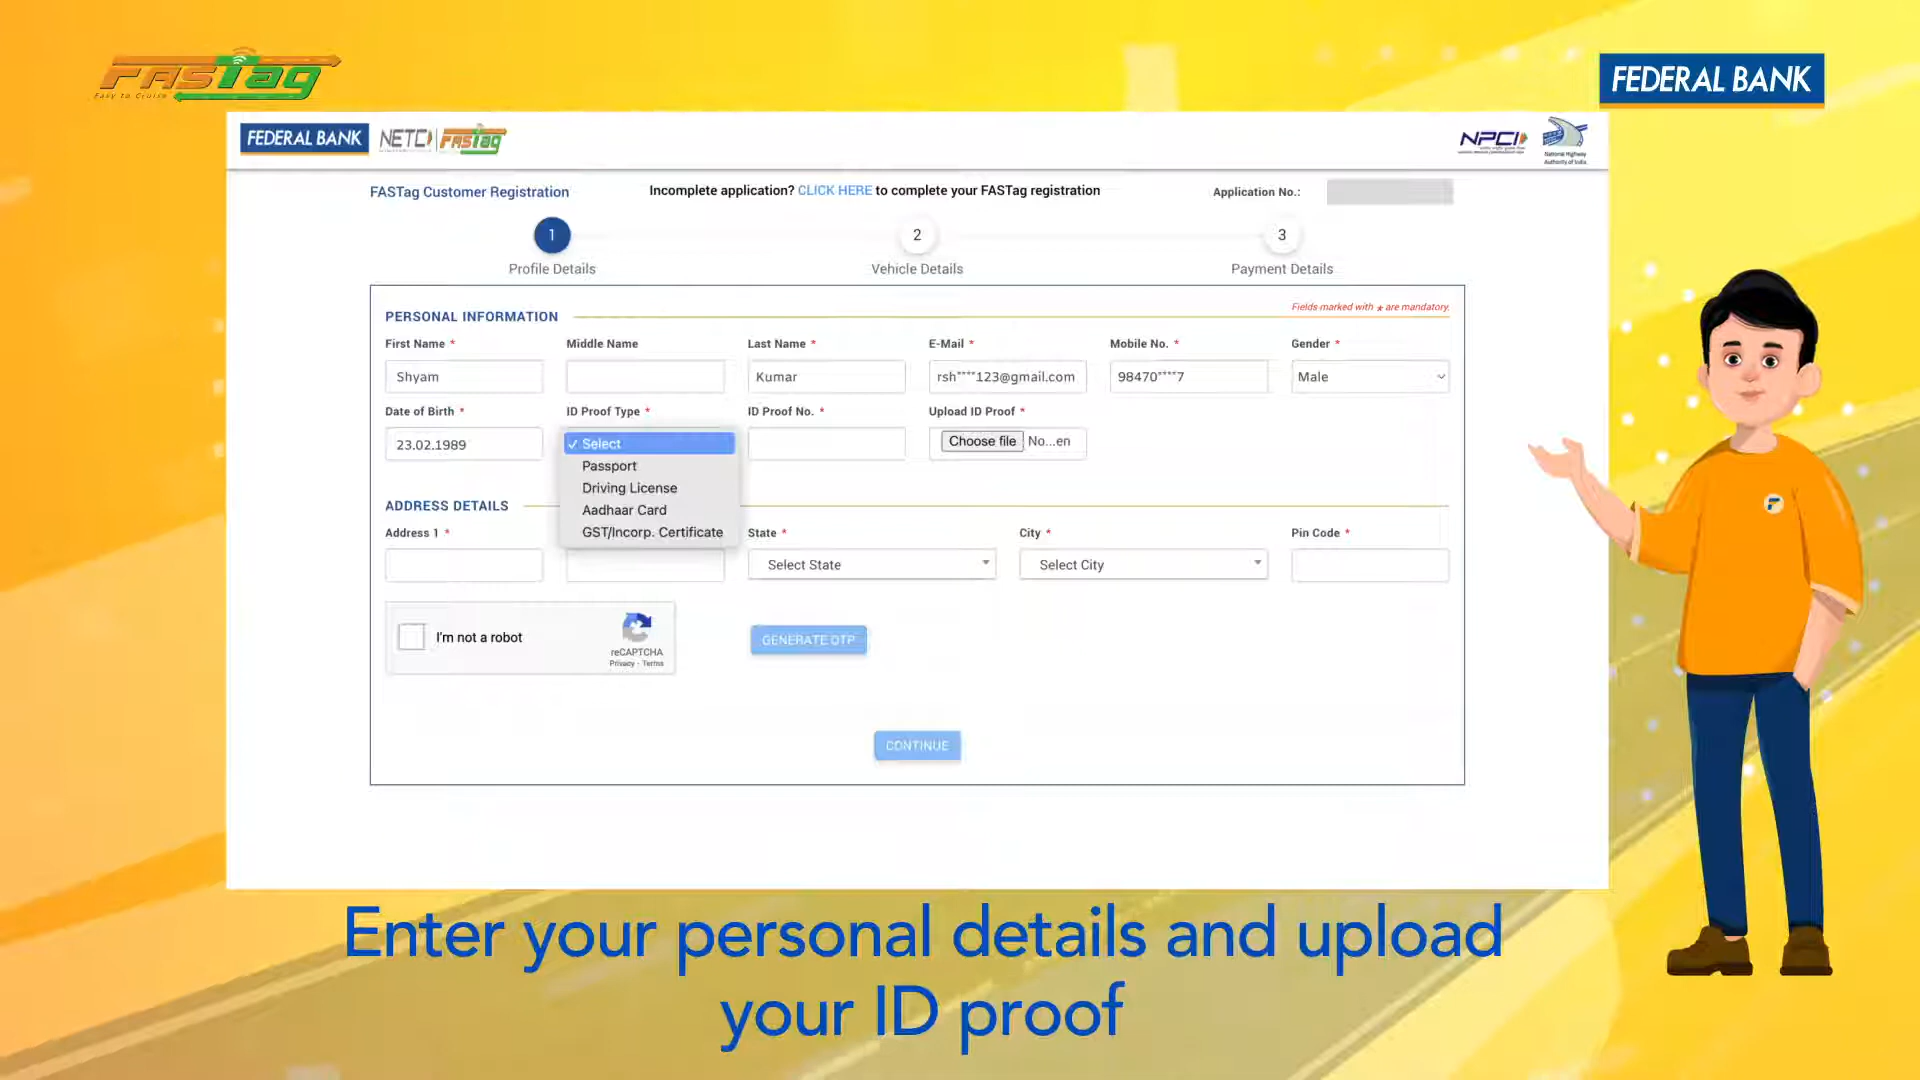 FASTag
Easy to Cruise
FEDERAL BANK
FEDERAL BANK NETC FASTag
NPCI
National Highway
Authority of India
FASTag Customer Registration
Incomplete application? CLICK HERE to complete your FASTag registration
Application No.:
1
2
3
Profile Details
Vehicle Details
Payment Details
Fields marked with * are mandatory.
PERSONAL INFORMATION
First Name * Middle Name Last Name * E-Mail * Mobile No. * Gender *
Shyam Kumar rsh****123@gmail.com 98470****7 Male
Date of Birth * ID Proof Type * ID Proof No. * Upload ID Proof *
23.02.1989 ✓ Select Choose file No...en
Passport
Driving License
Aadhaar Card
GST/Incorp. Certificate
ADDRESS DETAILS
Address 1 * State * City * Pin Code *
Select State Select City
I'm not a robot
reCAPTCHA
Privacy - Terms
GENERATE OTP
CONTINUE
Enter your personal details and upload
your ID proof